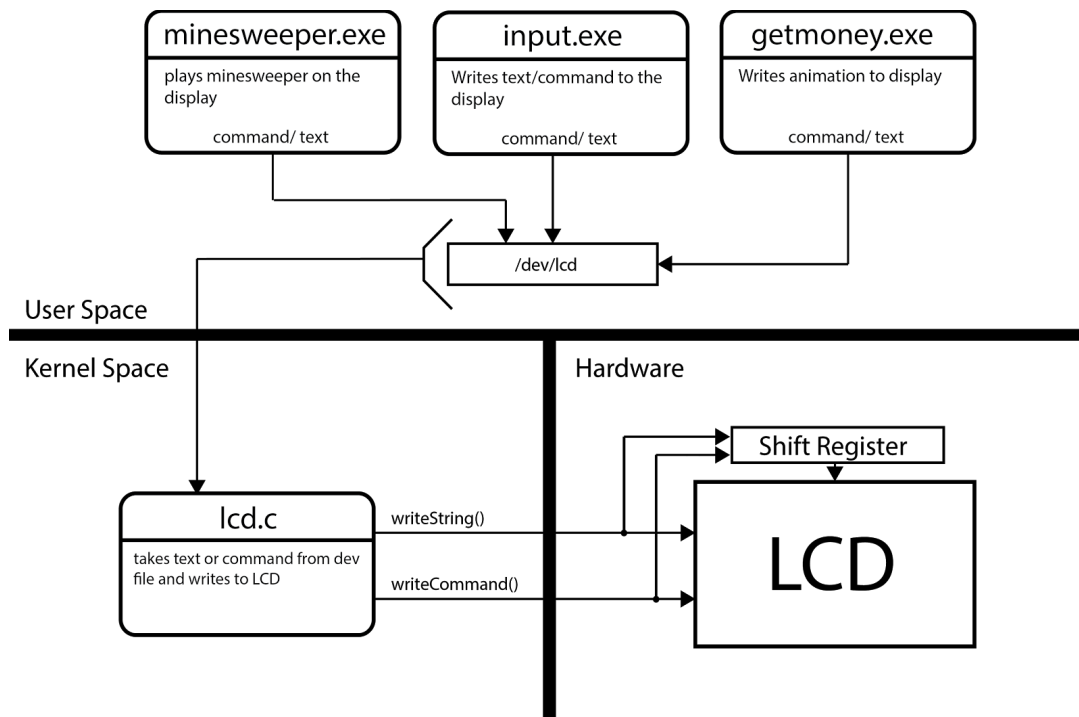 minesweeper.exe
plays minesweeper on the
display
command/ text
input.exe
Writes text/command to the
display
command/ text
getmoney.exe
Writes animation to display
command/ text
/dev/lcd
User Space
Kernel Space
Hardware
Shift Register
lcd.c
takes text or command from dev
file and writes to LCD
writeString()
writeCommand()
LCD